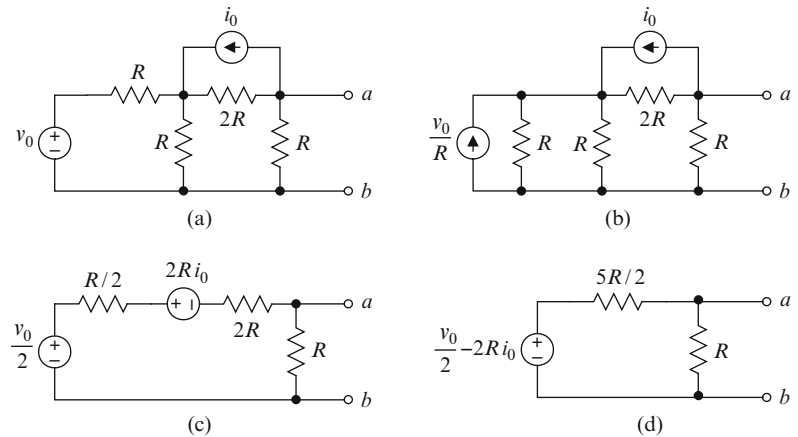 i₀
R
a
v₀
+
−
R
2R
R
b
(a)
i₀
a
v₀/R
R
R
2R
R
b
(b)
R/2
2Ri₀
+ −
2R
a
v₀/2
+
−
R
b
(c)
5R/2
a
v₀/2 −2Ri₀
+
−
R
b
(d)